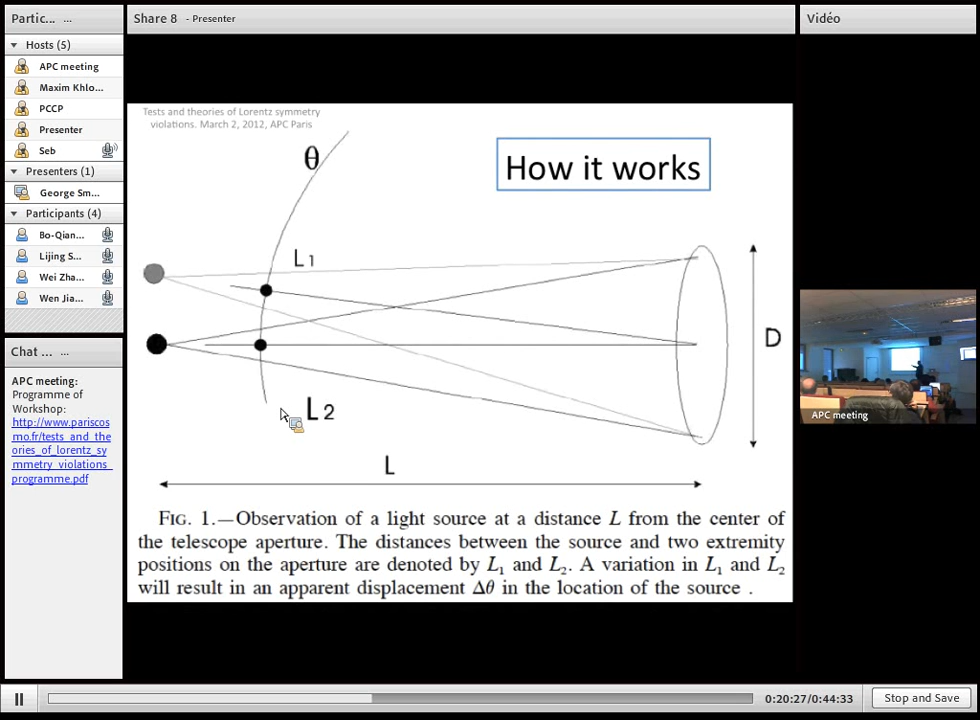 Partic... ...
Hosts (5)
APC meeting
Maxim Khlo...
PCCP
Presenter
Seb
Presenters (1)
George Sm...
Participants (4)
Bo-Qian...
Lijing S...
Wei Zha...
Wen Jia...
Chat ... ...
APC meeting:
Programme of
Workshop:
http://www.pariscos
mo.fr/tests_and_the
ories_of_lorentz_sy
mmetry_violations_
programme.pdf
Share 8 - Presenter
Tests and theories of Lorentz symmetry
violations. March 2, 2012, APC Paris
How it works
θ
L1
D
L2
L
FIG. 1.—Observation of a light source at a distance L from the center of
the telescope aperture. The distances between the source and two extremity
positions on the aperture are denoted by L1 and L2. A variation in L1 and L2
will result in an apparent displacement Δθ in the location of the source .
Vidéo
APC meeting
0:20:27/0:44:33
Stop and Save